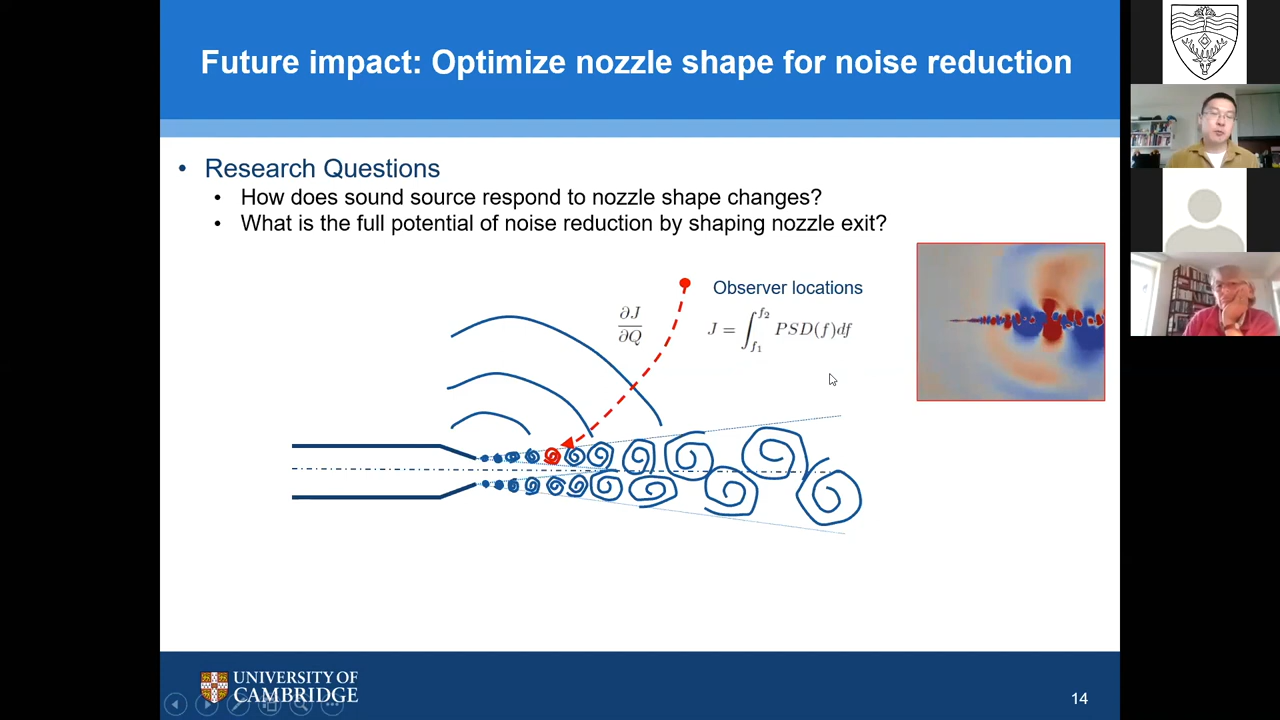 Future impact: Optimize nozzle shape for noise reduction
• Research Questions
• How does sound source respond to nozzle shape changes?
• What is the full potential of noise reduction by shaping nozzle exit?
Observer locations
∂J/∂Q
J = ∫_{f_1}^{f_2} PSD(f)df
UNIVERSITY OF
CAMBRIDGE
14